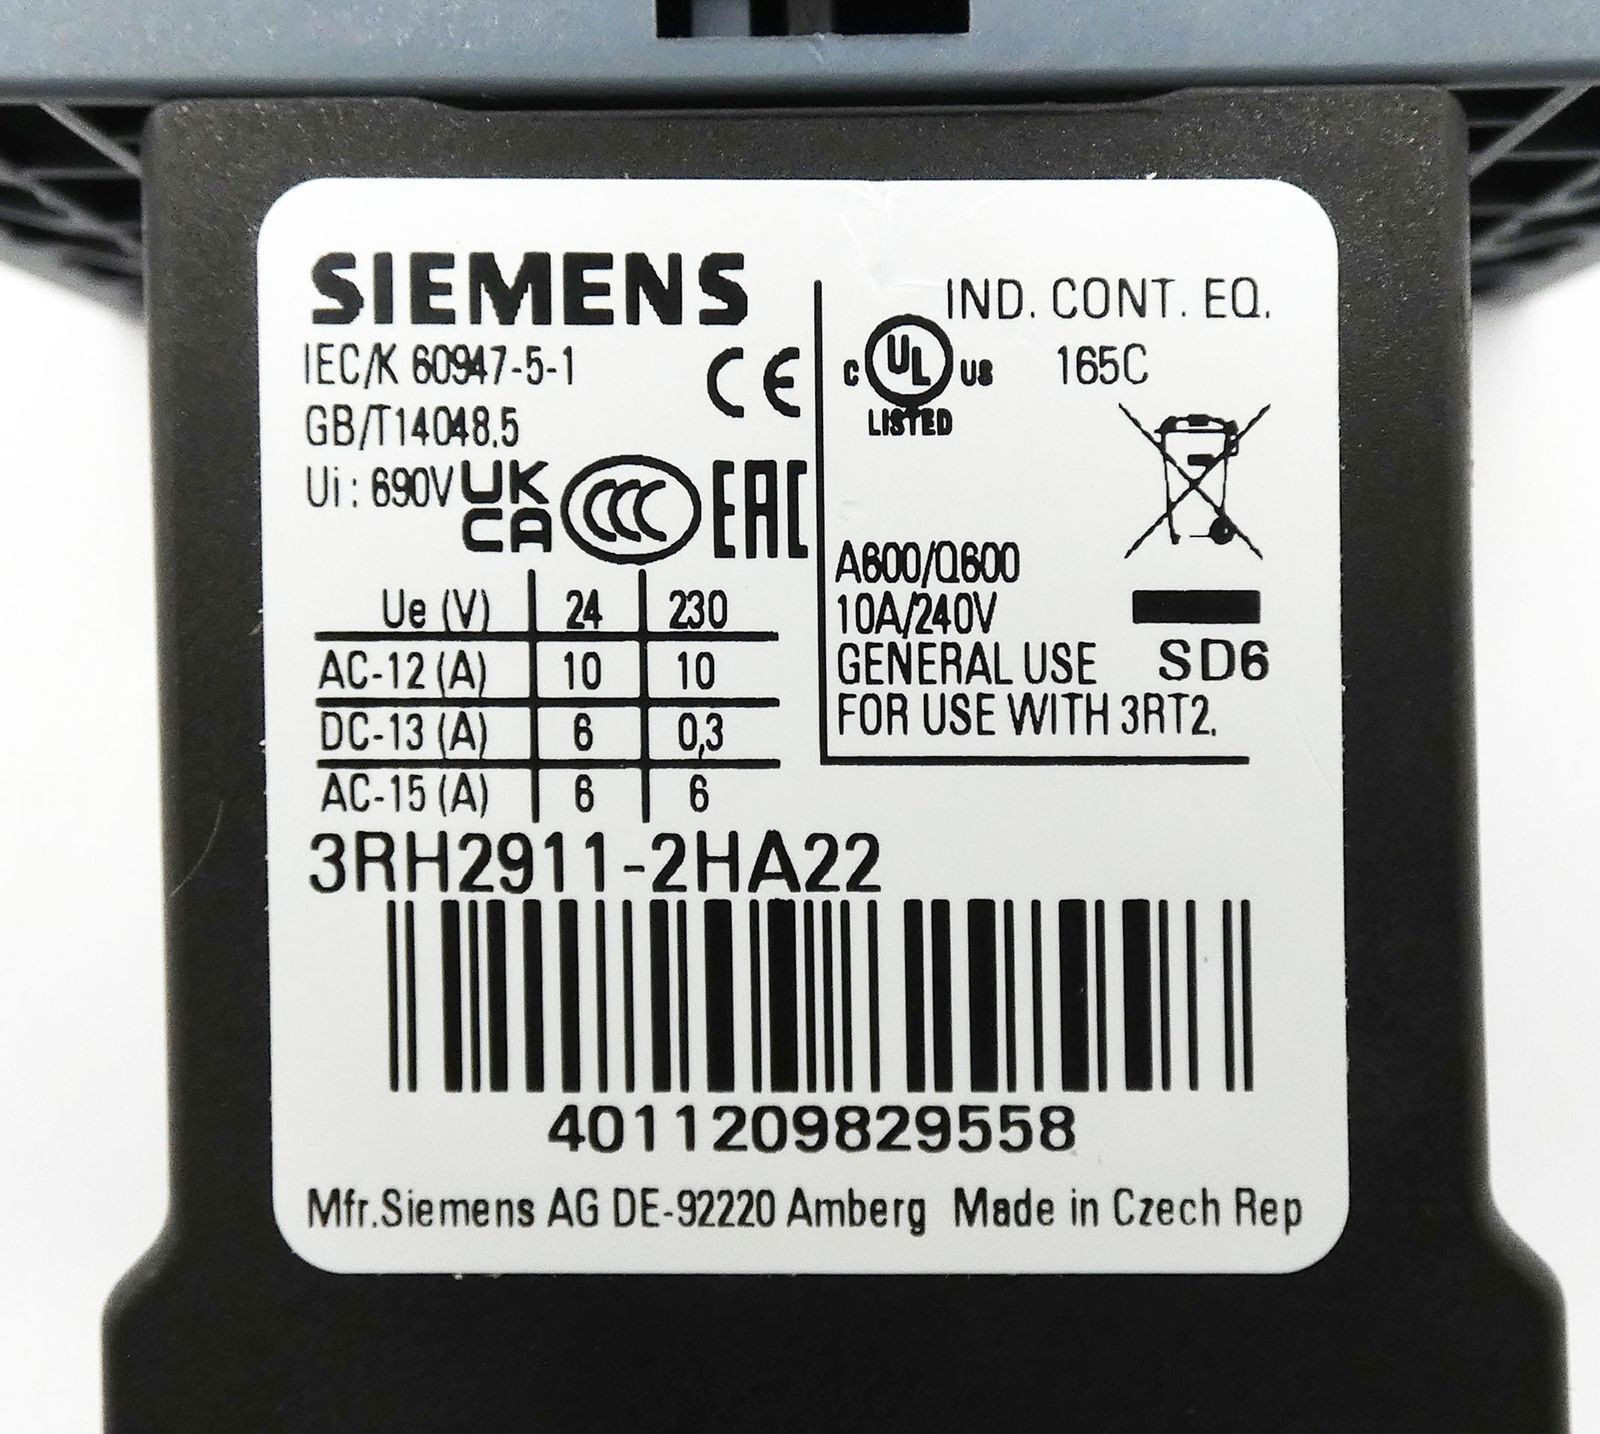 SIEMENS
IEC/K 60947-5-1
CE
GB/T14048.5
Ui: 690V
UK
CA
CCC
EAC
IND. CONT. EQ.
C UL US
LISTED
165C
A600/Q600
10A/240V
GENERAL USE
SD6
FOR USE WITH 3RT2.
Ue (V) 24 230
AC-12 (A) 10 10
DC-13 (A) 6 0,3
AC-15 (A) 6 6
3RH2911-2HA22
4011209829558
Mfr.Siemens AG DE-92220 Amberg Made in Czech Rep